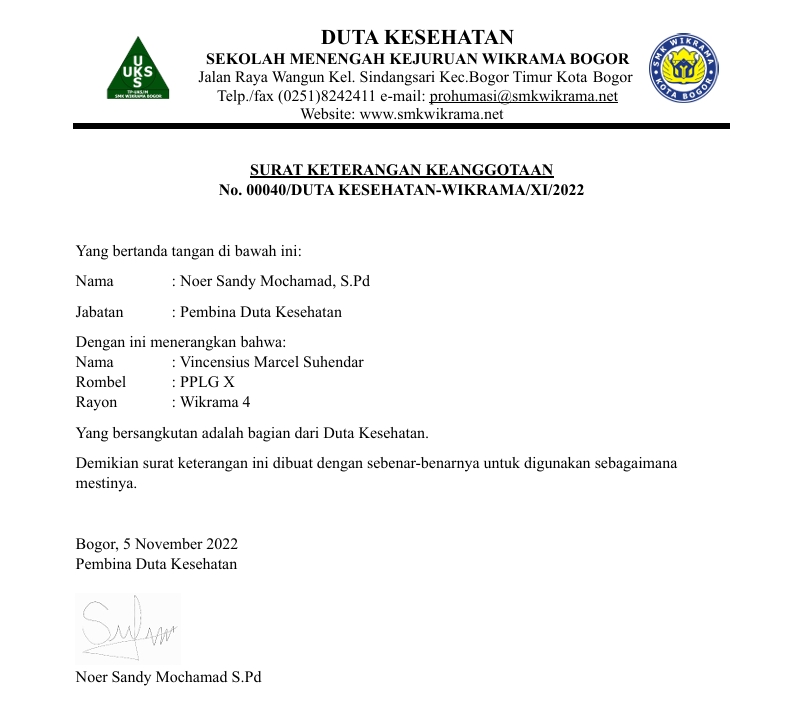 DUTA KESEHATAN
SEKOLAH MENENGAH KEJURUAN WIKRAMA BOGOR
Jalan Raya Wangun Kel. Sindangsari Kec.Bogor Timur Kota Bogor
Telp./fax (0251)8242411 e-mail: prohumasi@smkwikrama.net
Website: www.smkwikrama.net
U
UKS
S
TP-UKS/M
SMK WIKRAMA BOGOR
SMK WIKRAMA
KOTA BOGOR
SURAT KETERANGAN KEANGGOTAAN
No. 00040/DUTA KESEHATAN-WIKRAMA/XI/2022
Yang bertanda tangan di bawah ini:
Nama : Noer Sandy Mochamad, S.Pd
Jabatan : Pembina Duta Kesehatan
Dengan ini menerangkan bahwa:
Nama : Vincensius Marcel Suhendar
Rombel : PPLG X
Rayon : Wikrama 4
Yang bersangkutan adalah bagian dari Duta Kesehatan.
Demikian surat keterangan ini dibuat dengan sebenar-benarnya untuk digunakan sebagaimana
mestinya.
Bogor, 5 November 2022
Pembina Duta Kesehatan
Noer Sandy Mochamad S.Pd